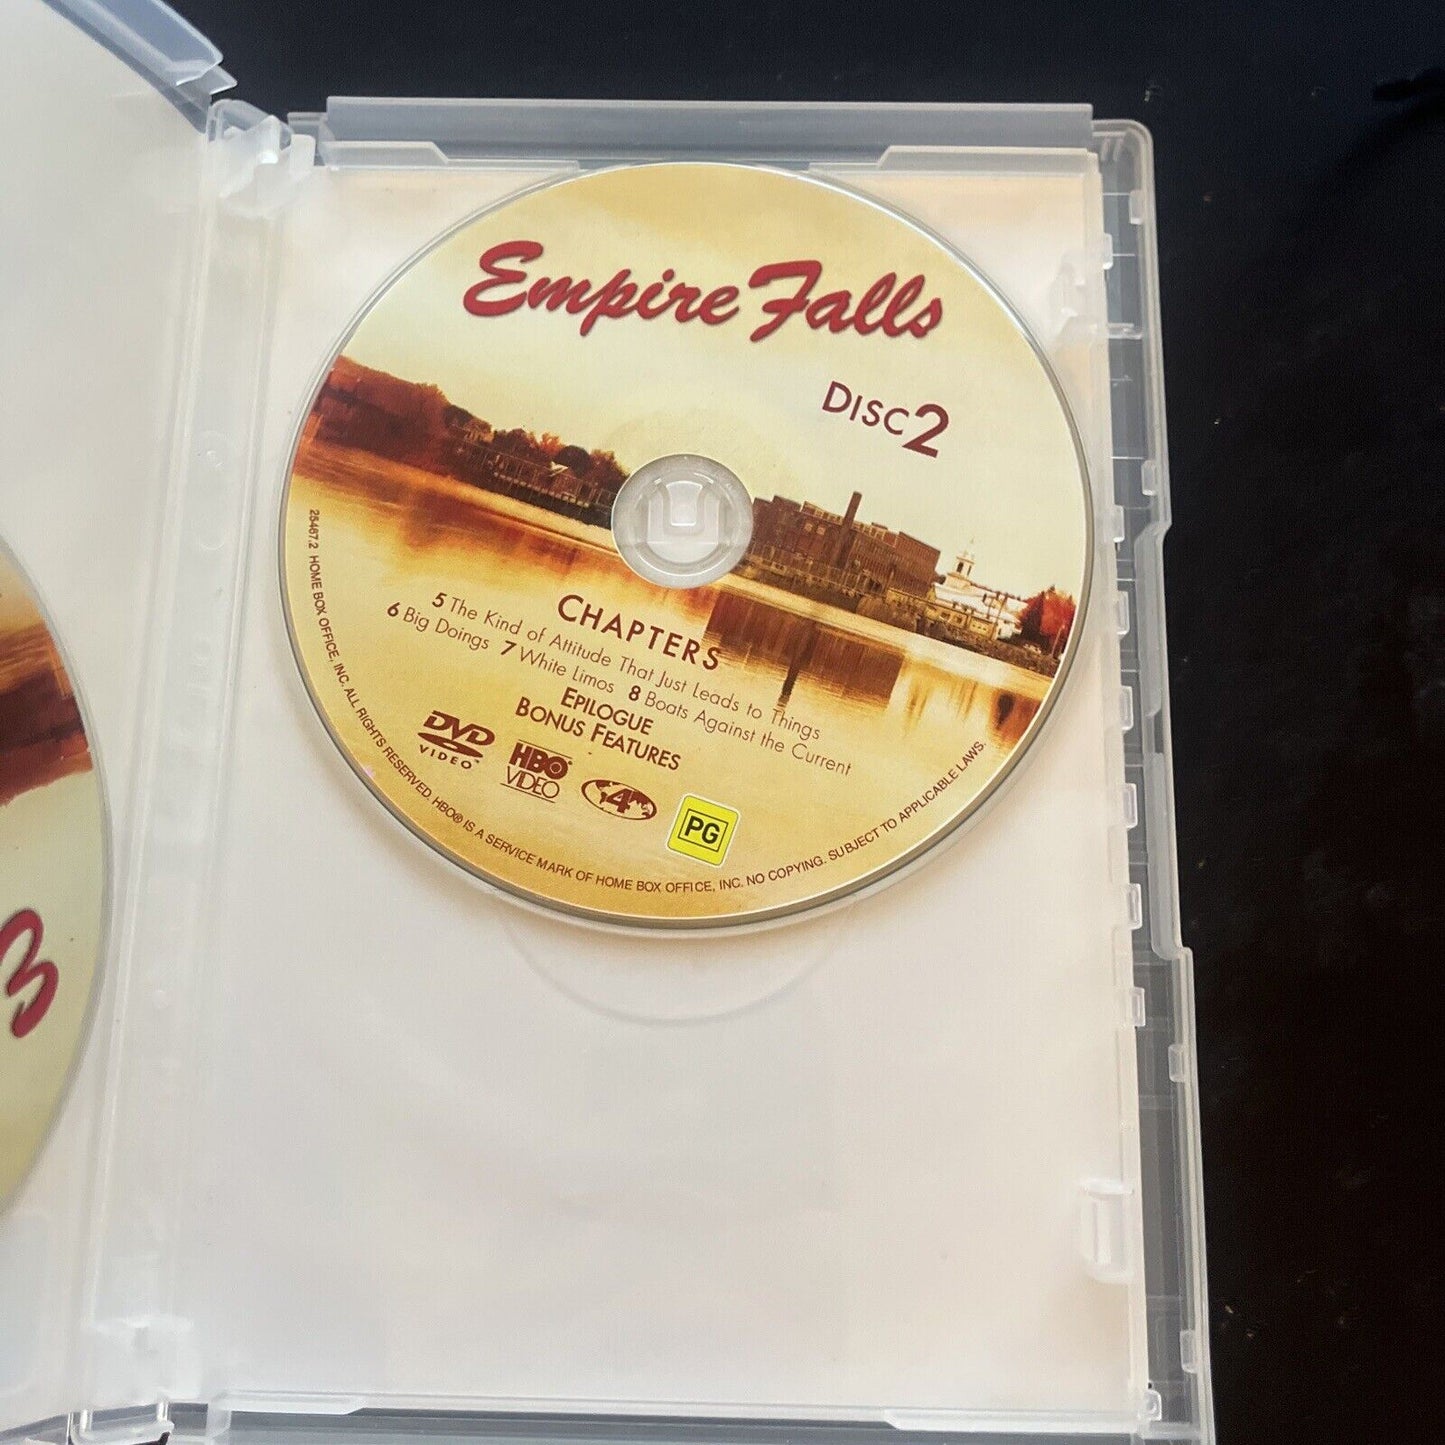 Empire Falls
DISC 2
CHAPTERS
5 The Kind of Attitude That Just Leads to Things
6 Big Doings 7 White Limos 8 Boats Against the Current
EPILOGUE
BONUS FEATURES
DVD
VIDEO
HBO
VIDEO
4
PG
25467.2 HOME BOX OFFICE, INC. ALL RIGHTS RESERVED. HBO® IS A SERVICE MARK OF HOME BOX OFFICE, INC. NO COPYING. SUBJECT TO APPLICABLE LAWS.